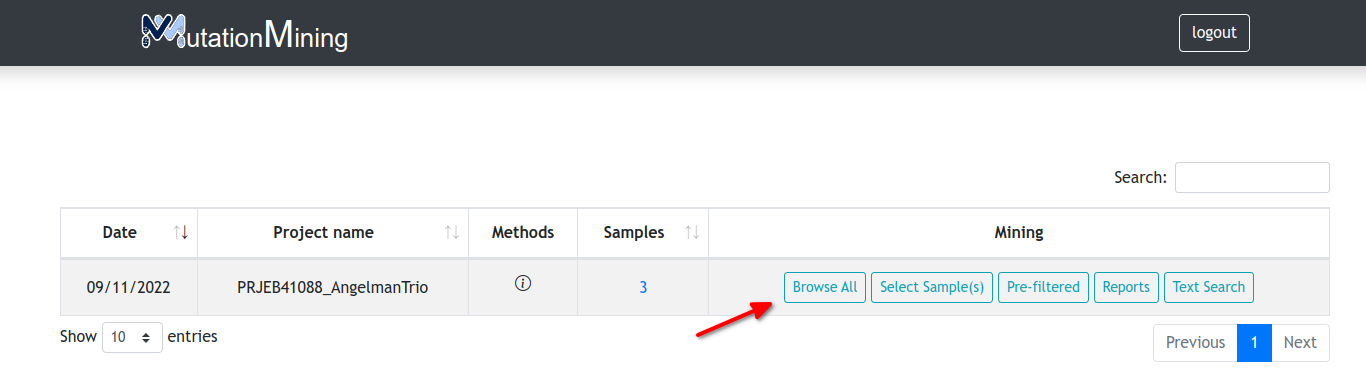 MutationMining logout
Search:
Date Project name Methods Samples Mining
09/11/2022 PRJEB41088_AngelmanTrio 3 Browse All Select Sample(s) Pre-filtered Reports Text Search
Show 10 entries Previous 1 Next